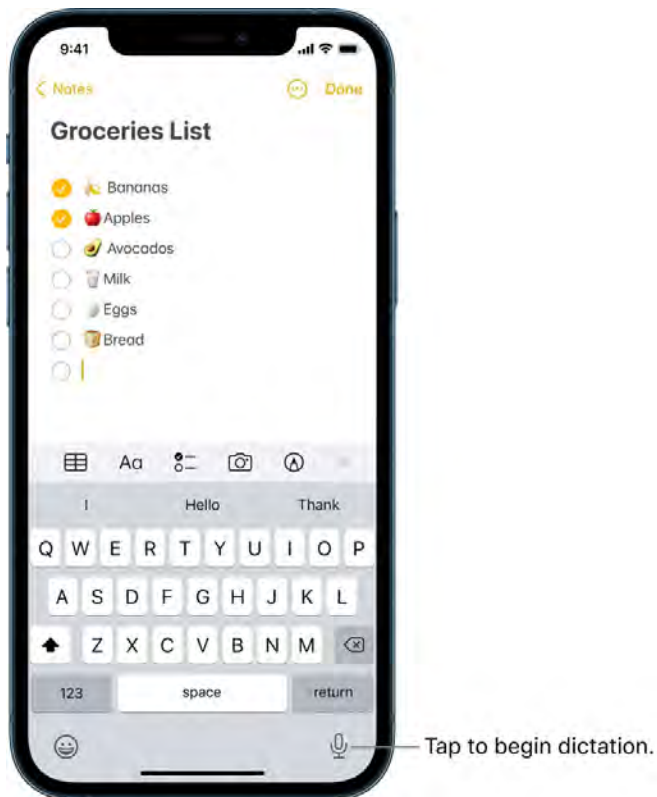 9:41
Notes
Done
Groceries List
Bananas
Apples
Avocados
Milk
Eggs
Bread
Aa
I Hello Thank
Q W E R T Y U I O P
A S D F G H J K L
Z X C V B N M
123 space return
Tap to begin dictation.